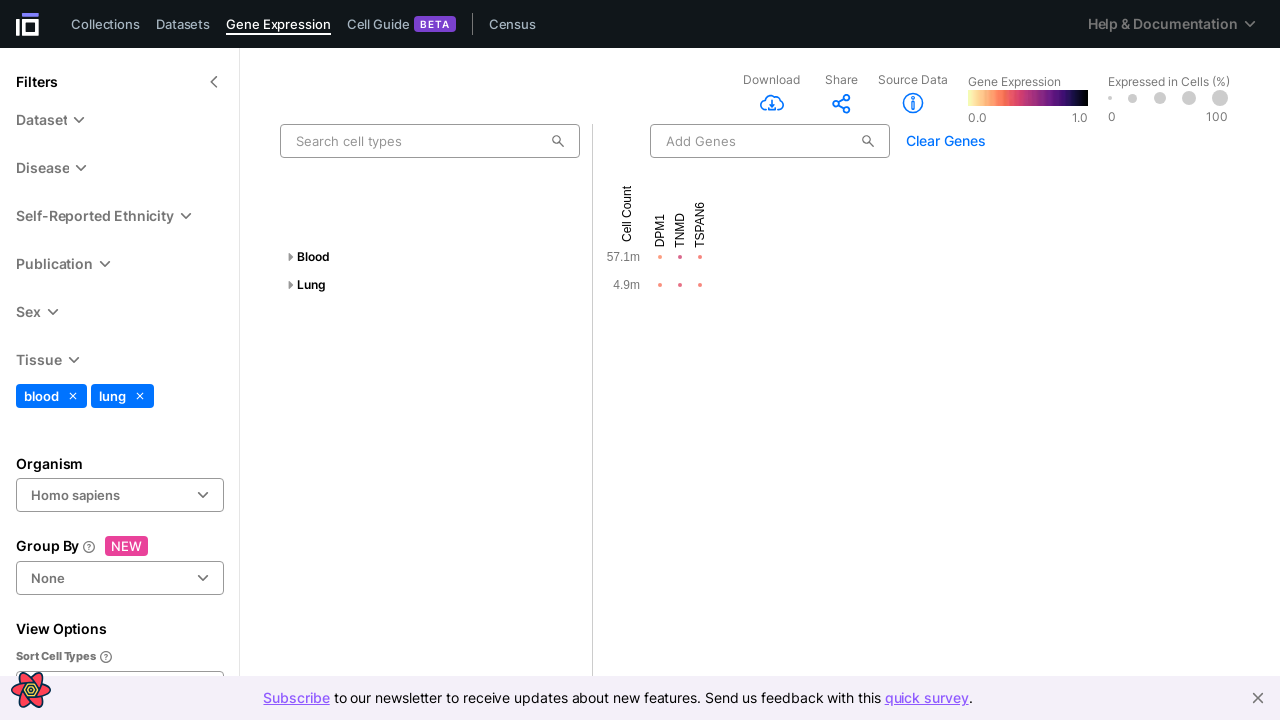 Collections Datasets Gene Expression Cell Guide BETA Census Help & Documentation
Filters
Dataset
Disease
Self-Reported Ethnicity
Publication
Sex
Tissue
blood × lung ×
Organism
Homo sapiens
Group By ? NEW
None
View Options
Sort Cell Types ?
Download Share Source Data Gene Expression Expressed in Cells (%)
0.0 1.0 0 100
Search cell types Add Genes Clear Genes
Cell Count DPM1 TNMD TSPAN6
Blood 57.1m
Lung 4.9m
Subscribe to our newsletter to receive updates about new features. Send us feedback with this quick survey.